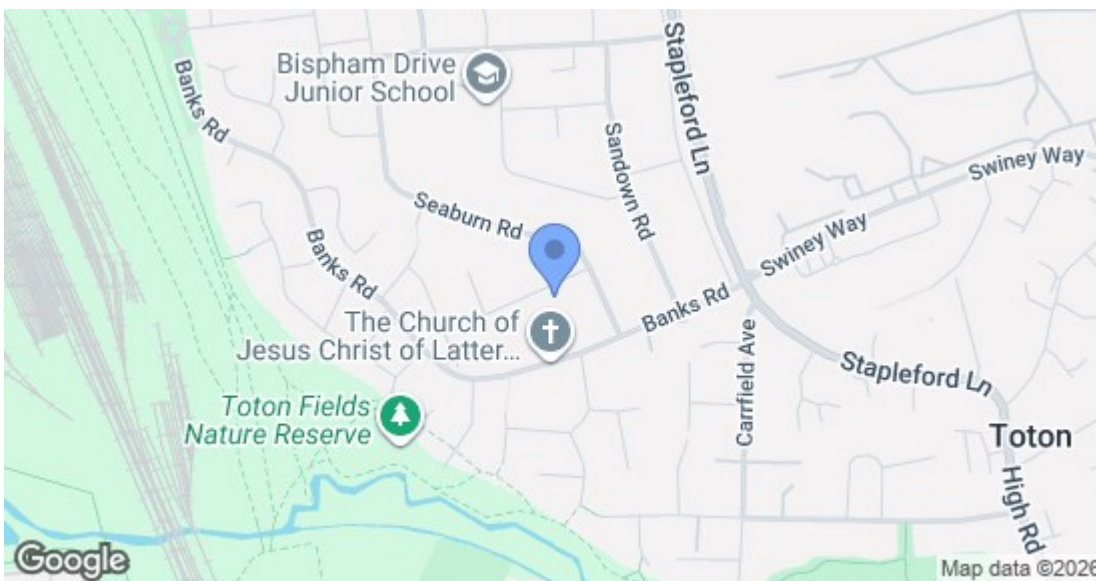 Bispham Drive
Junior School
Banks Rd
Stapleford Ln
Sandown Rd
Swiney Way
Seaburn Rd
Banks Rd
Swiney Way
Banks Rd
The Church of
Jesus Christ of Latter...
Carrfield Ave
Stapleford Ln
Toton Fields
Nature Reserve
Toton
High Rd
Google
Map data ©2026